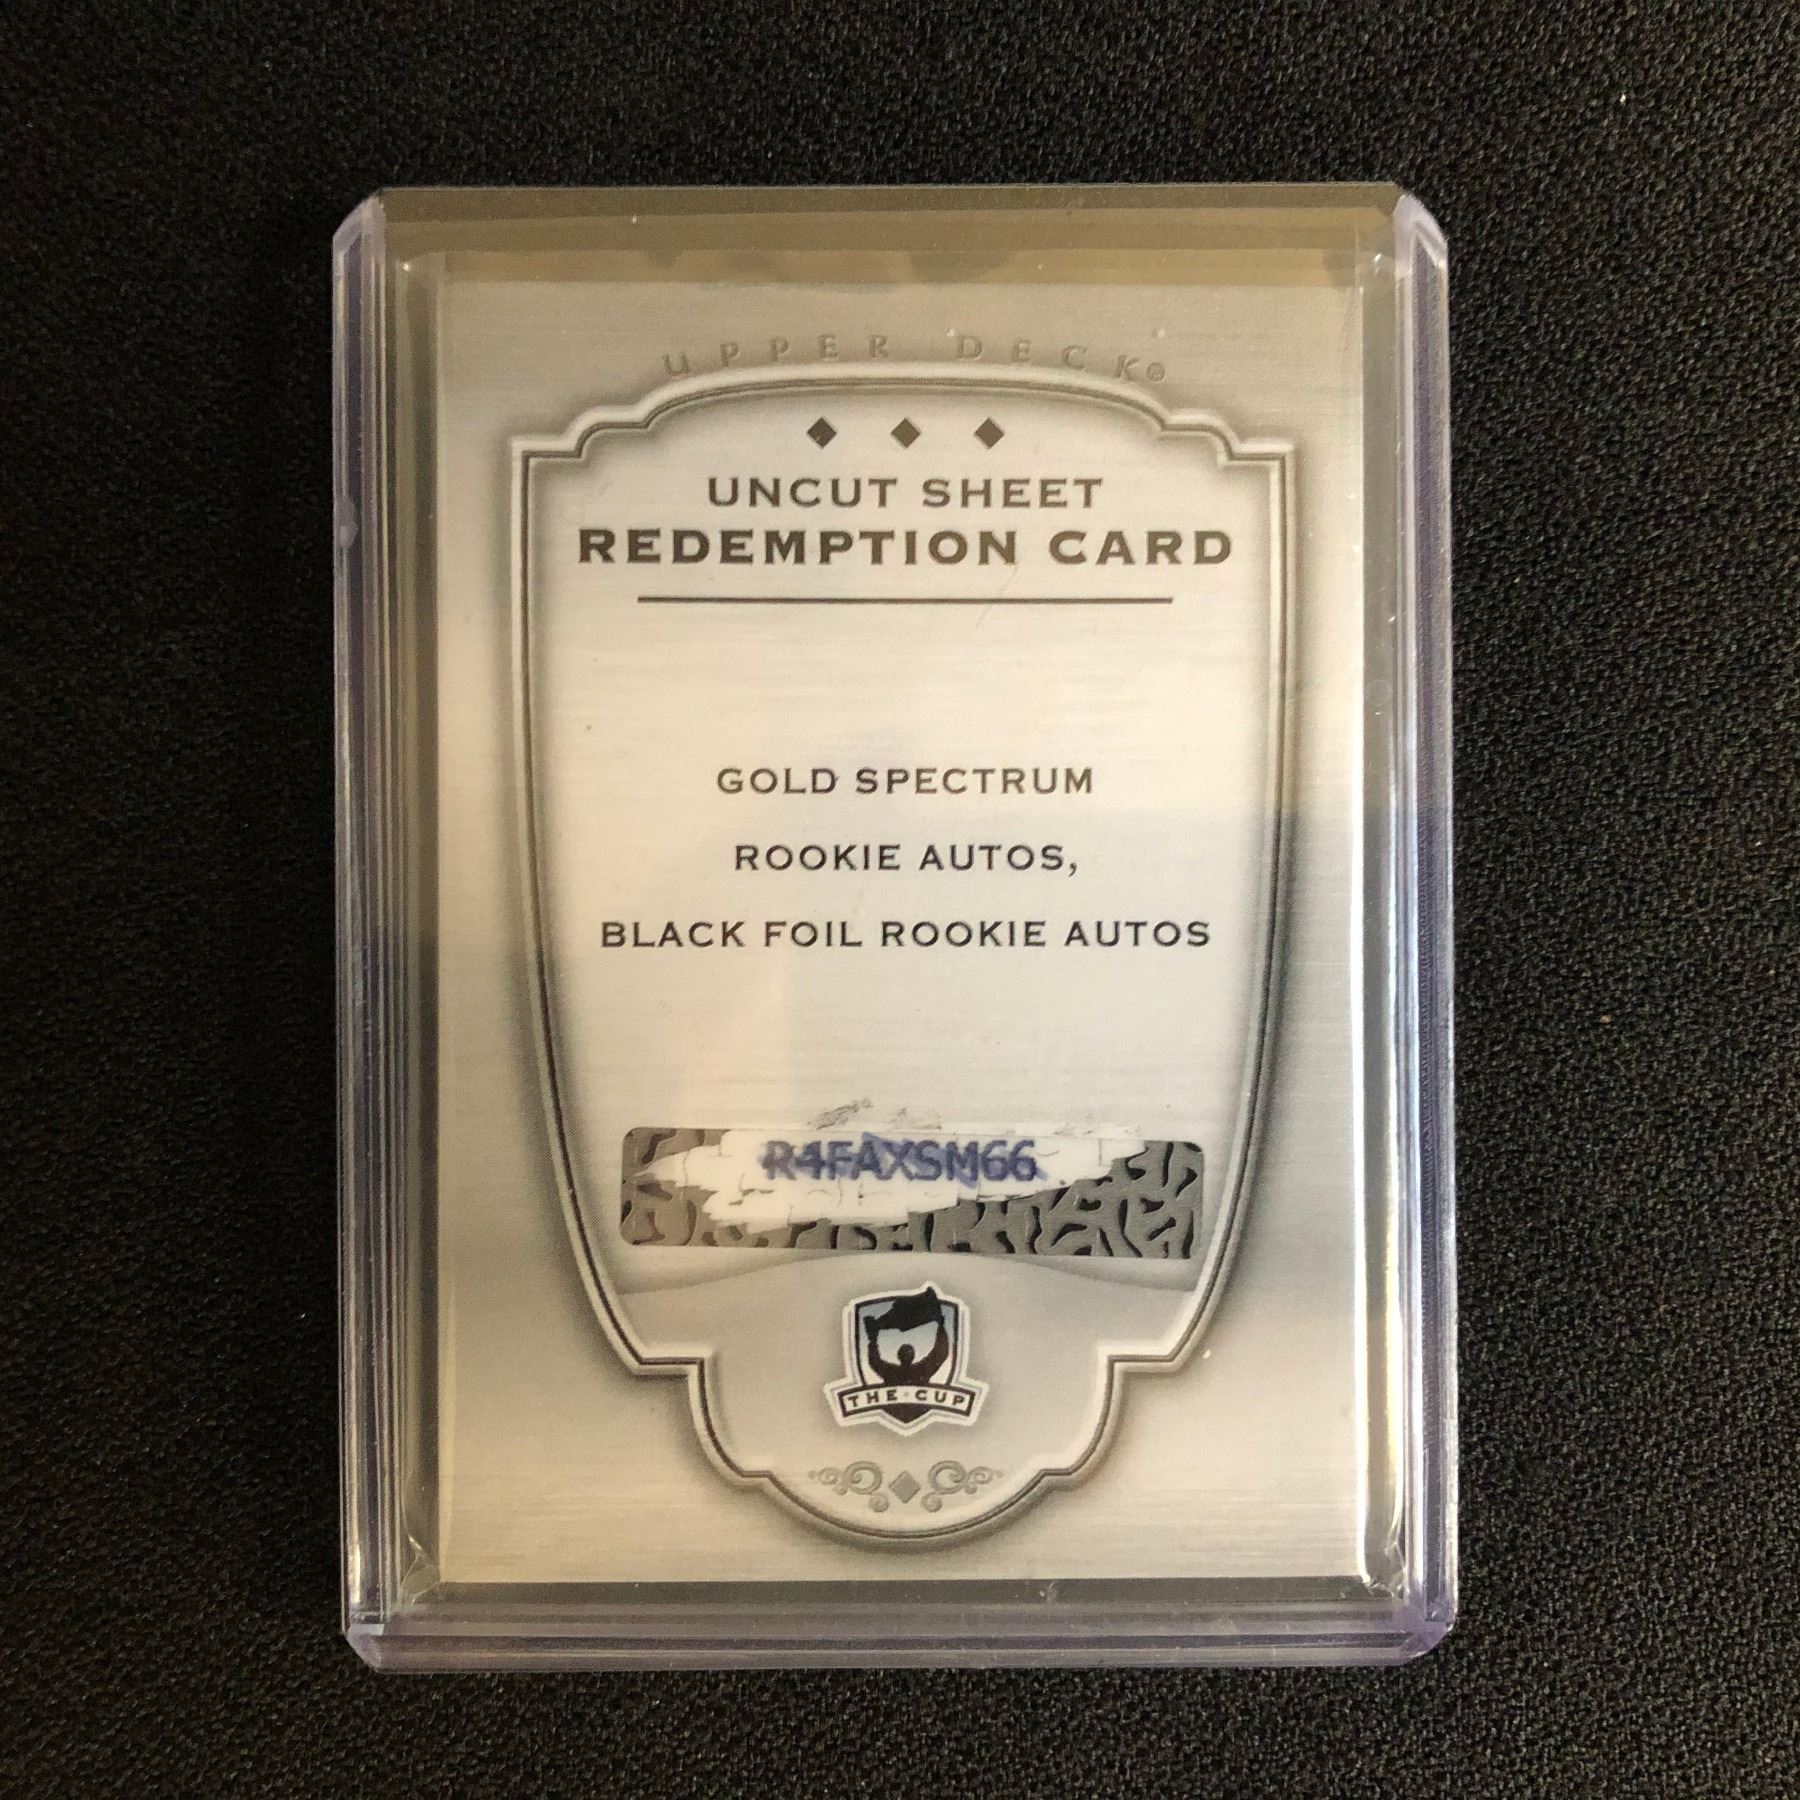 UPPER DECK®
UNCUT SHEET
REDEMPTION CARD
GOLD SPECTRUM
ROOKIE AUTOS,
BLACK FOIL ROOKIE AUTOS
R4FAXSM66
THE CUP